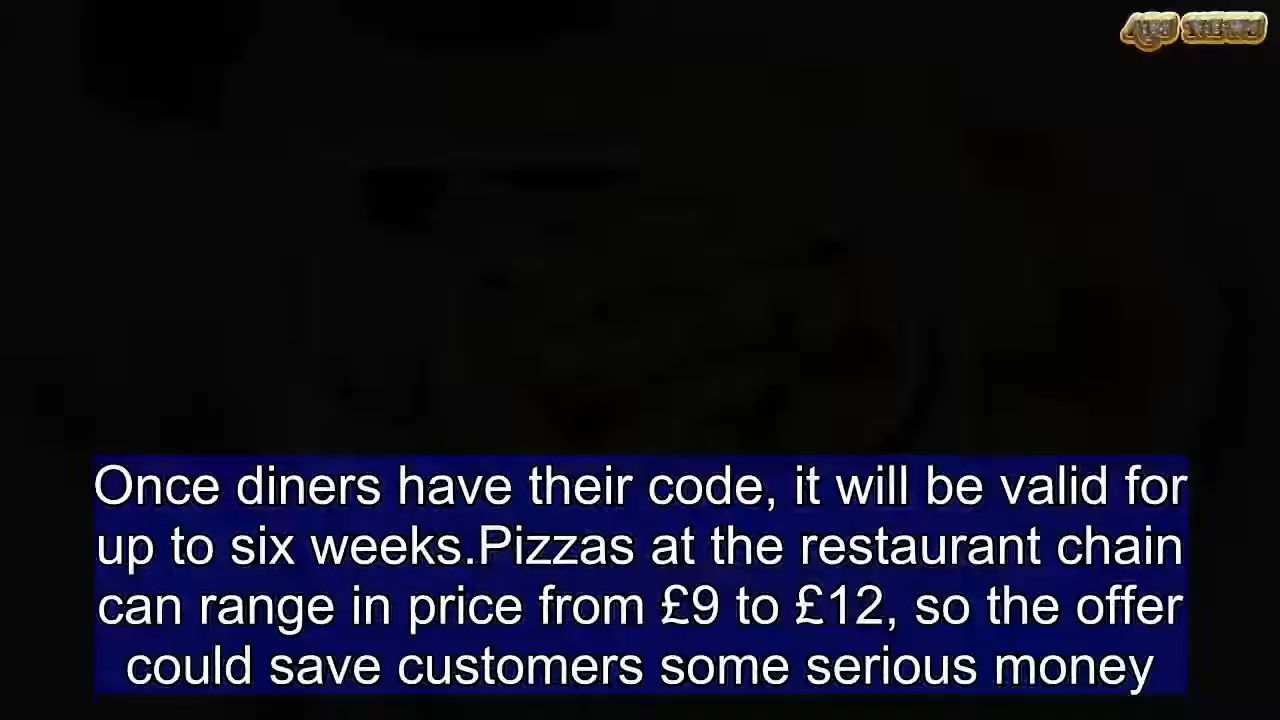 Once diners have their code, it will be valid for
up to six weeks.Pizzas at the restaurant chain
can range in price from £9 to £12, so the offer
could save customers some serious money